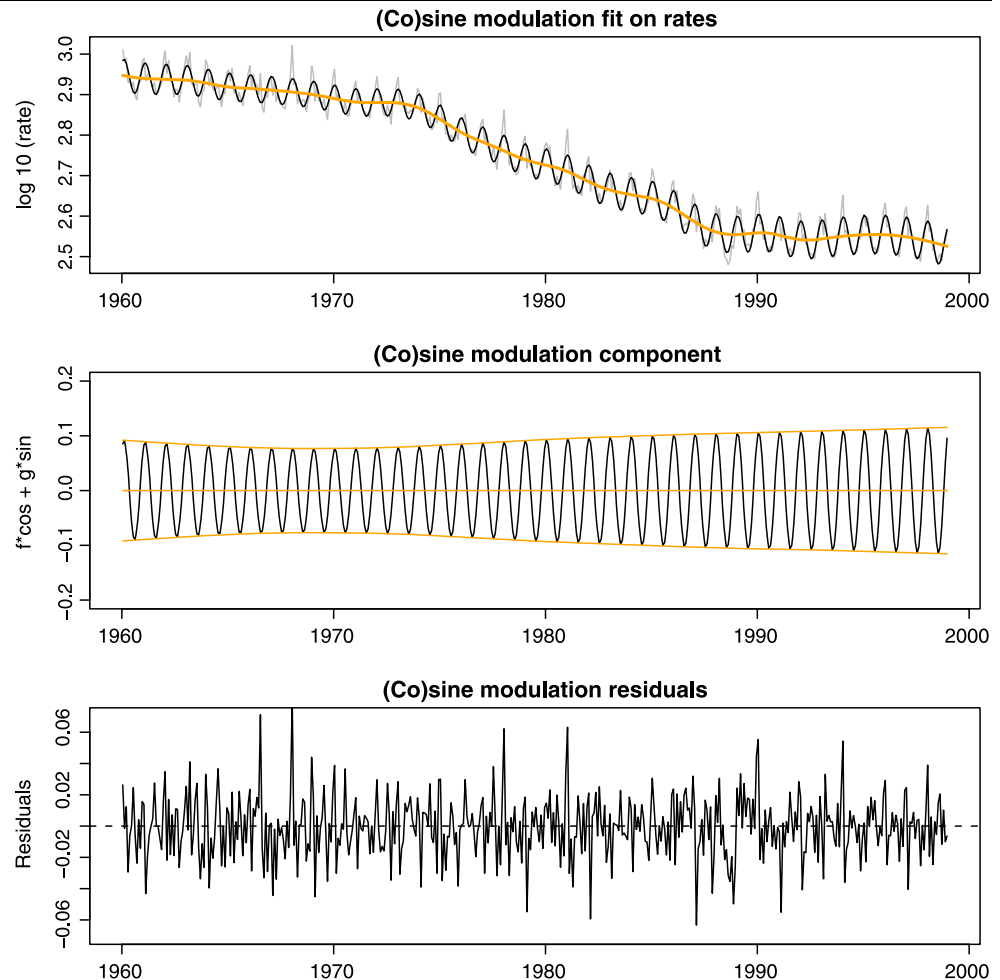 (Co)sine modulation fit on rates
log 10 (rate)
3.0
2.9
2.8
2.7
2.6
2.5
1960 1970 1980 1990 2000
(Co)sine modulation component
f*cos + g*sin
0.2
0.1
0.0
−0.1
−0.2
1960 1970 1980 1990 2000
(Co)sine modulation residuals
Residuals
0.06
0.02
−0.02
−0.06
1960 1970 1980 1990 2000